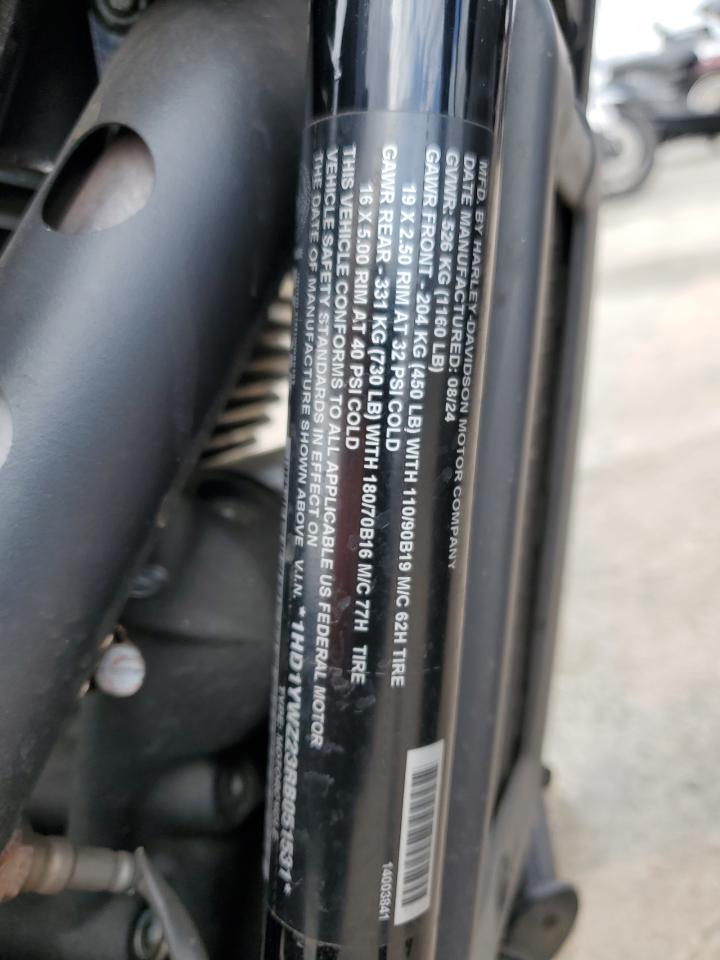 MFD. BY HARLEY-DAVIDSON MOTOR COMPANY
DATE MANUFACTURED: 08/24
GVWR: 526 KG (1160 LB)
GAWR FRONT - 204 KG (450 LB) WITH 110/90B19 M/C 62H TIRE
19 X 2.50 RIM AT 32 PSI COLD
GAWR REAR - 331 KG (730 LB) WITH 180/70B16 M/C 77H TIRE
16 X 5.00 RIM AT 40 PSI COLD
THIS VEHICLE CONFORMS TO ALL APPLICABLE US FEDERAL MOTOR
VEHICLE SAFETY STANDARDS IN EFFECT ON
THE DATE OF MANUFACTURE SHOWN ABOVE V.I.N. *1HD1YWZ23RB051531*
14003841